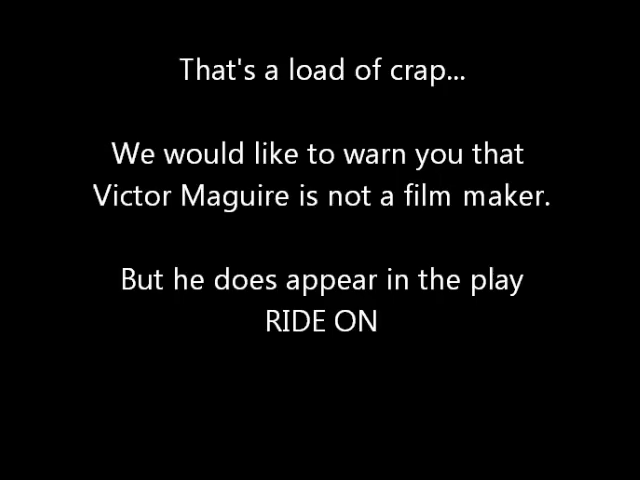 That's a load of crap...
We would like to warn you that
Victor Maguire is not a film maker.
But he does appear in the play
RIDE ON